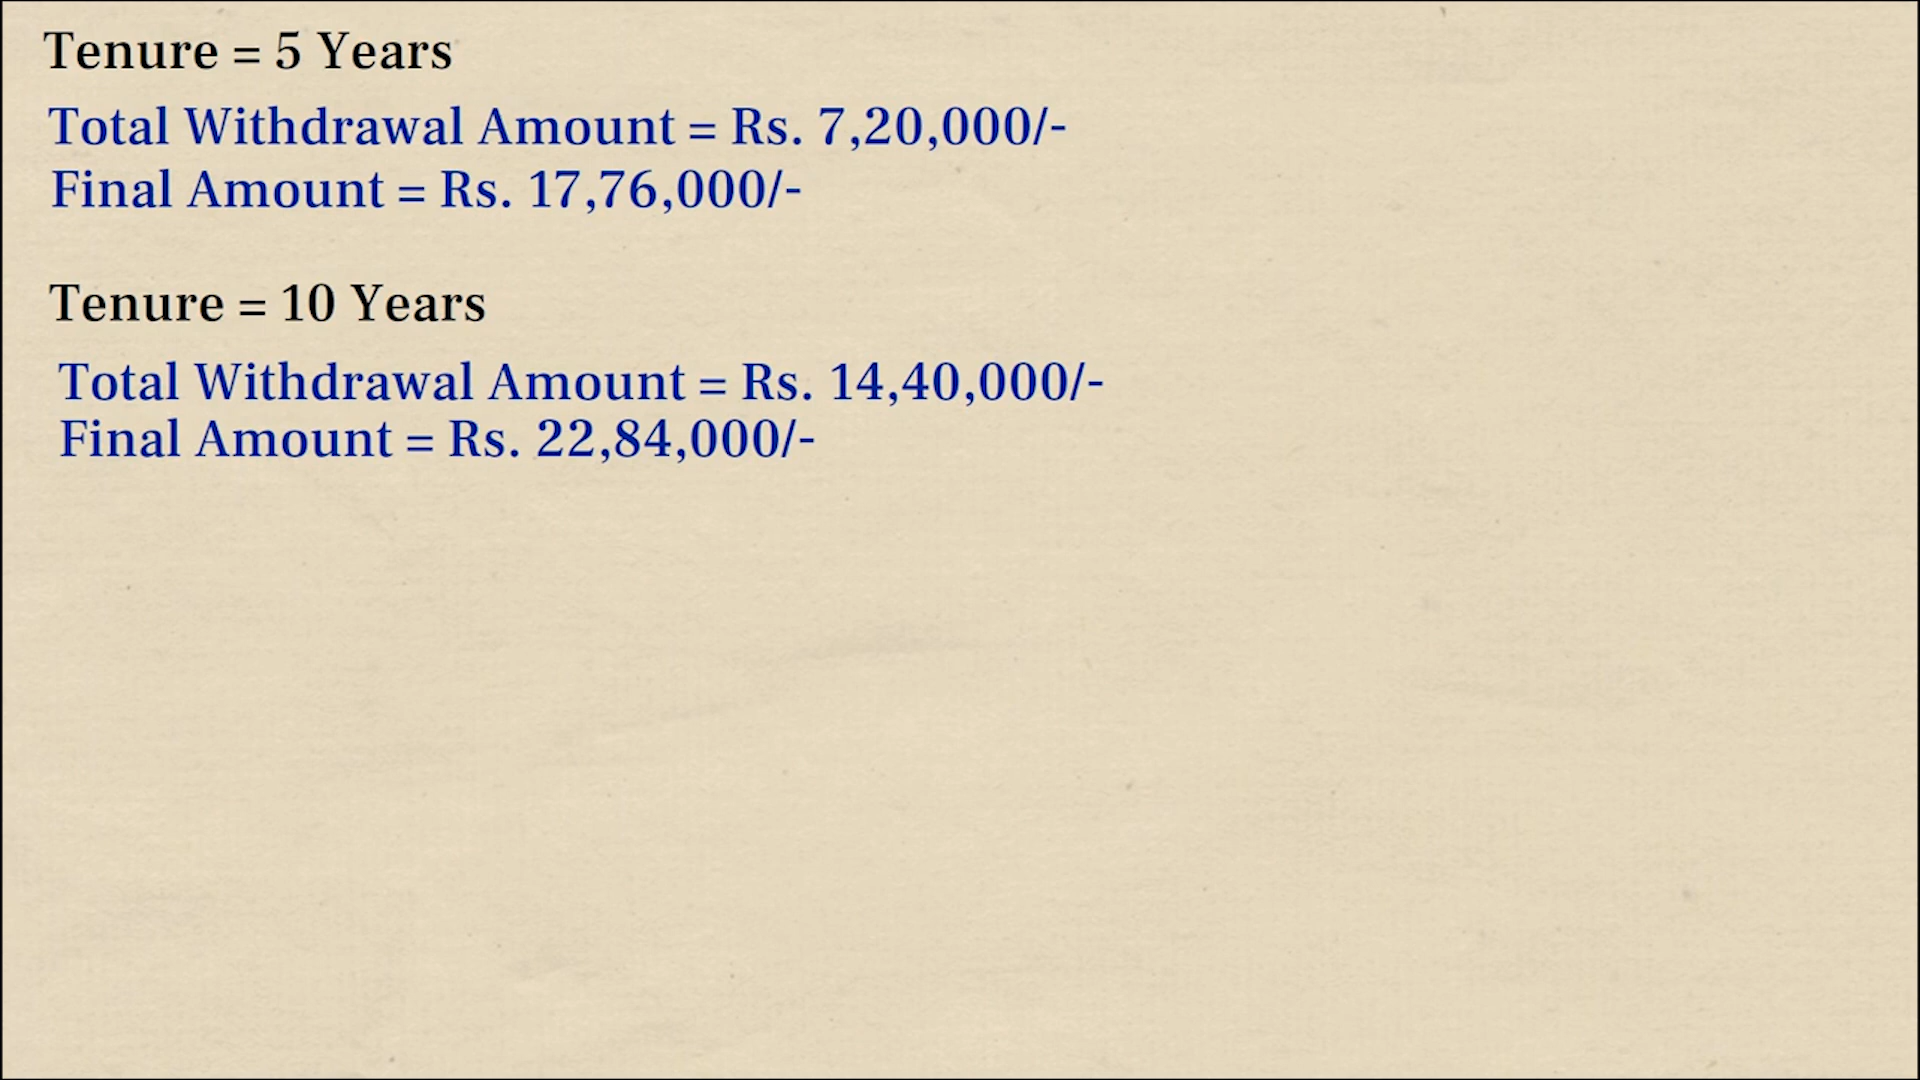 Tenure = 5 Years
Total Withdrawal Amount = Rs. 7,20,000/-
Final Amount = Rs. 17,76,000/-
Tenure = 10 Years
Total Withdrawal Amount = Rs. 14,40,000/-
Final Amount = Rs. 22,84,000/-